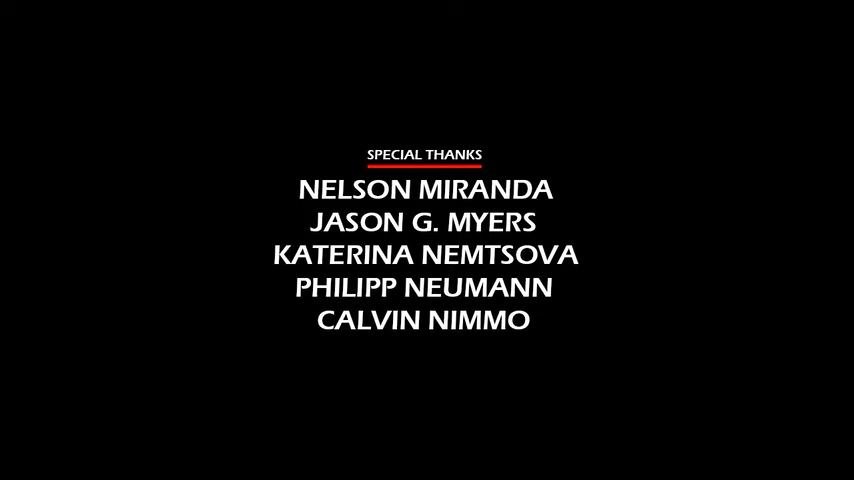 SPECIAL THANKS
NELSON MIRANDA
JASON G. MYERS
KATERINA NEMTSOVA
PHILIPP NEUMANN
CALVIN NIMMO